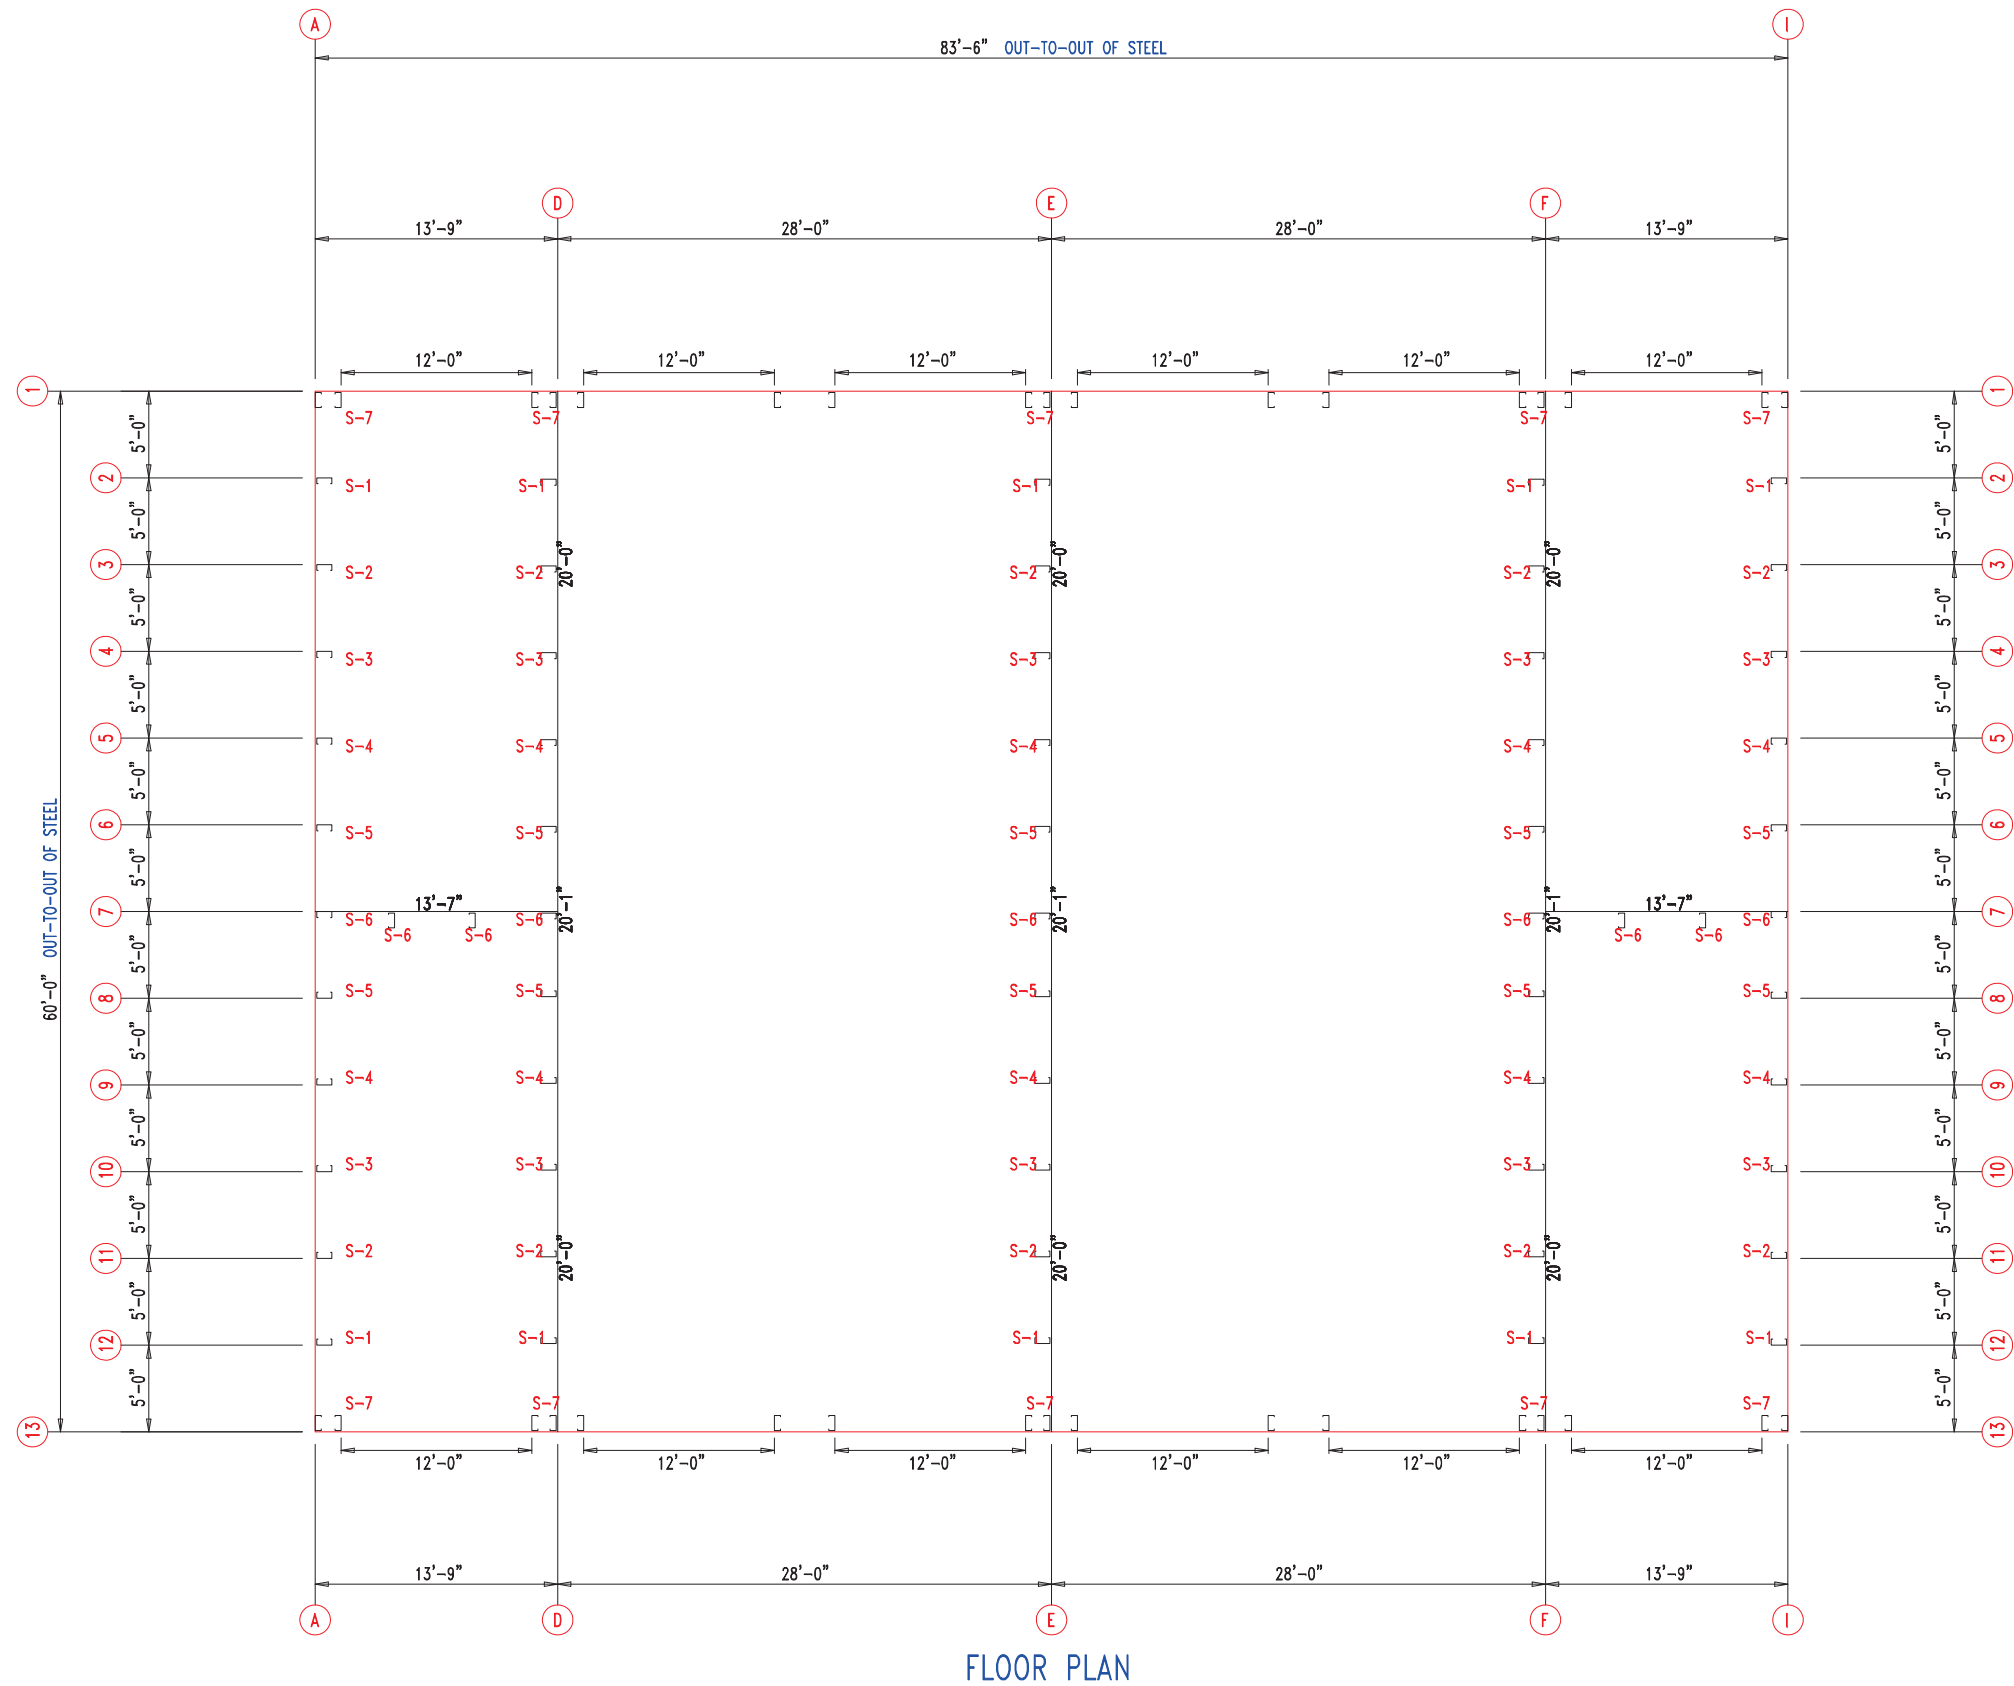 A I
83'-6" OUT-TO-OUT OF STEEL
D E F
13'-9" 28'-0" 28'-0" 13'-9"
12'-0" 12'-0" 12'-0" 12'-0" 12'-0" 12'-0"
1 1
S-7 S-7 S-7 S-7 S-7
5'-0" 5'-0"
2 S-1 S-1 S-1 S-1 S-1 2
5'-0" 5'-0"
20'-0" 20'-0" 20'-0"
3 S-2 S-2 S-2 S-2 S-2 3
5'-0" 5'-0"
4 S-3 S-3 S-3 S-3 S-3 4
5'-0" 5'-0"
5 S-4 S-4 S-4 S-4 S-4 5
5'-0" 5'-0"
6 S-5 S-5 S-5 S-5 S-5 6
5'-0" 5'-0"
60'-0" OUT-TO-OUT OF STEEL
13'-7" 20'-1" 20'-1" 20'-1" 13'-7"
7 S-6 S-6 S-6 S-6 S-6 7
S-6 S-6 S-6 S-6
5'-0" 5'-0"
8 S-5 S-5 S-5 S-5 S-5 8
5'-0" 5'-0"
9 S-4 S-4 S-4 S-4 S-4 9
5'-0" 5'-0"
10 S-3 S-3 S-3 S-3 S-3 10
5'-0" 5'-0"
11 S-2 S-2 S-2 S-2 S-2 11
20'-0" 20'-0" 20'-0"
5'-0" 5'-0"
12 S-1 S-1 S-1 S-1 S-1 12
5'-0" 5'-0"
S-7 S-7 S-7 S-7 S-7
13 13
12'-0" 12'-0" 12'-0" 12'-0" 12'-0" 12'-0"
13'-9" 28'-0" 28'-0" 13'-9"
A D E F I
FLOOR PLAN